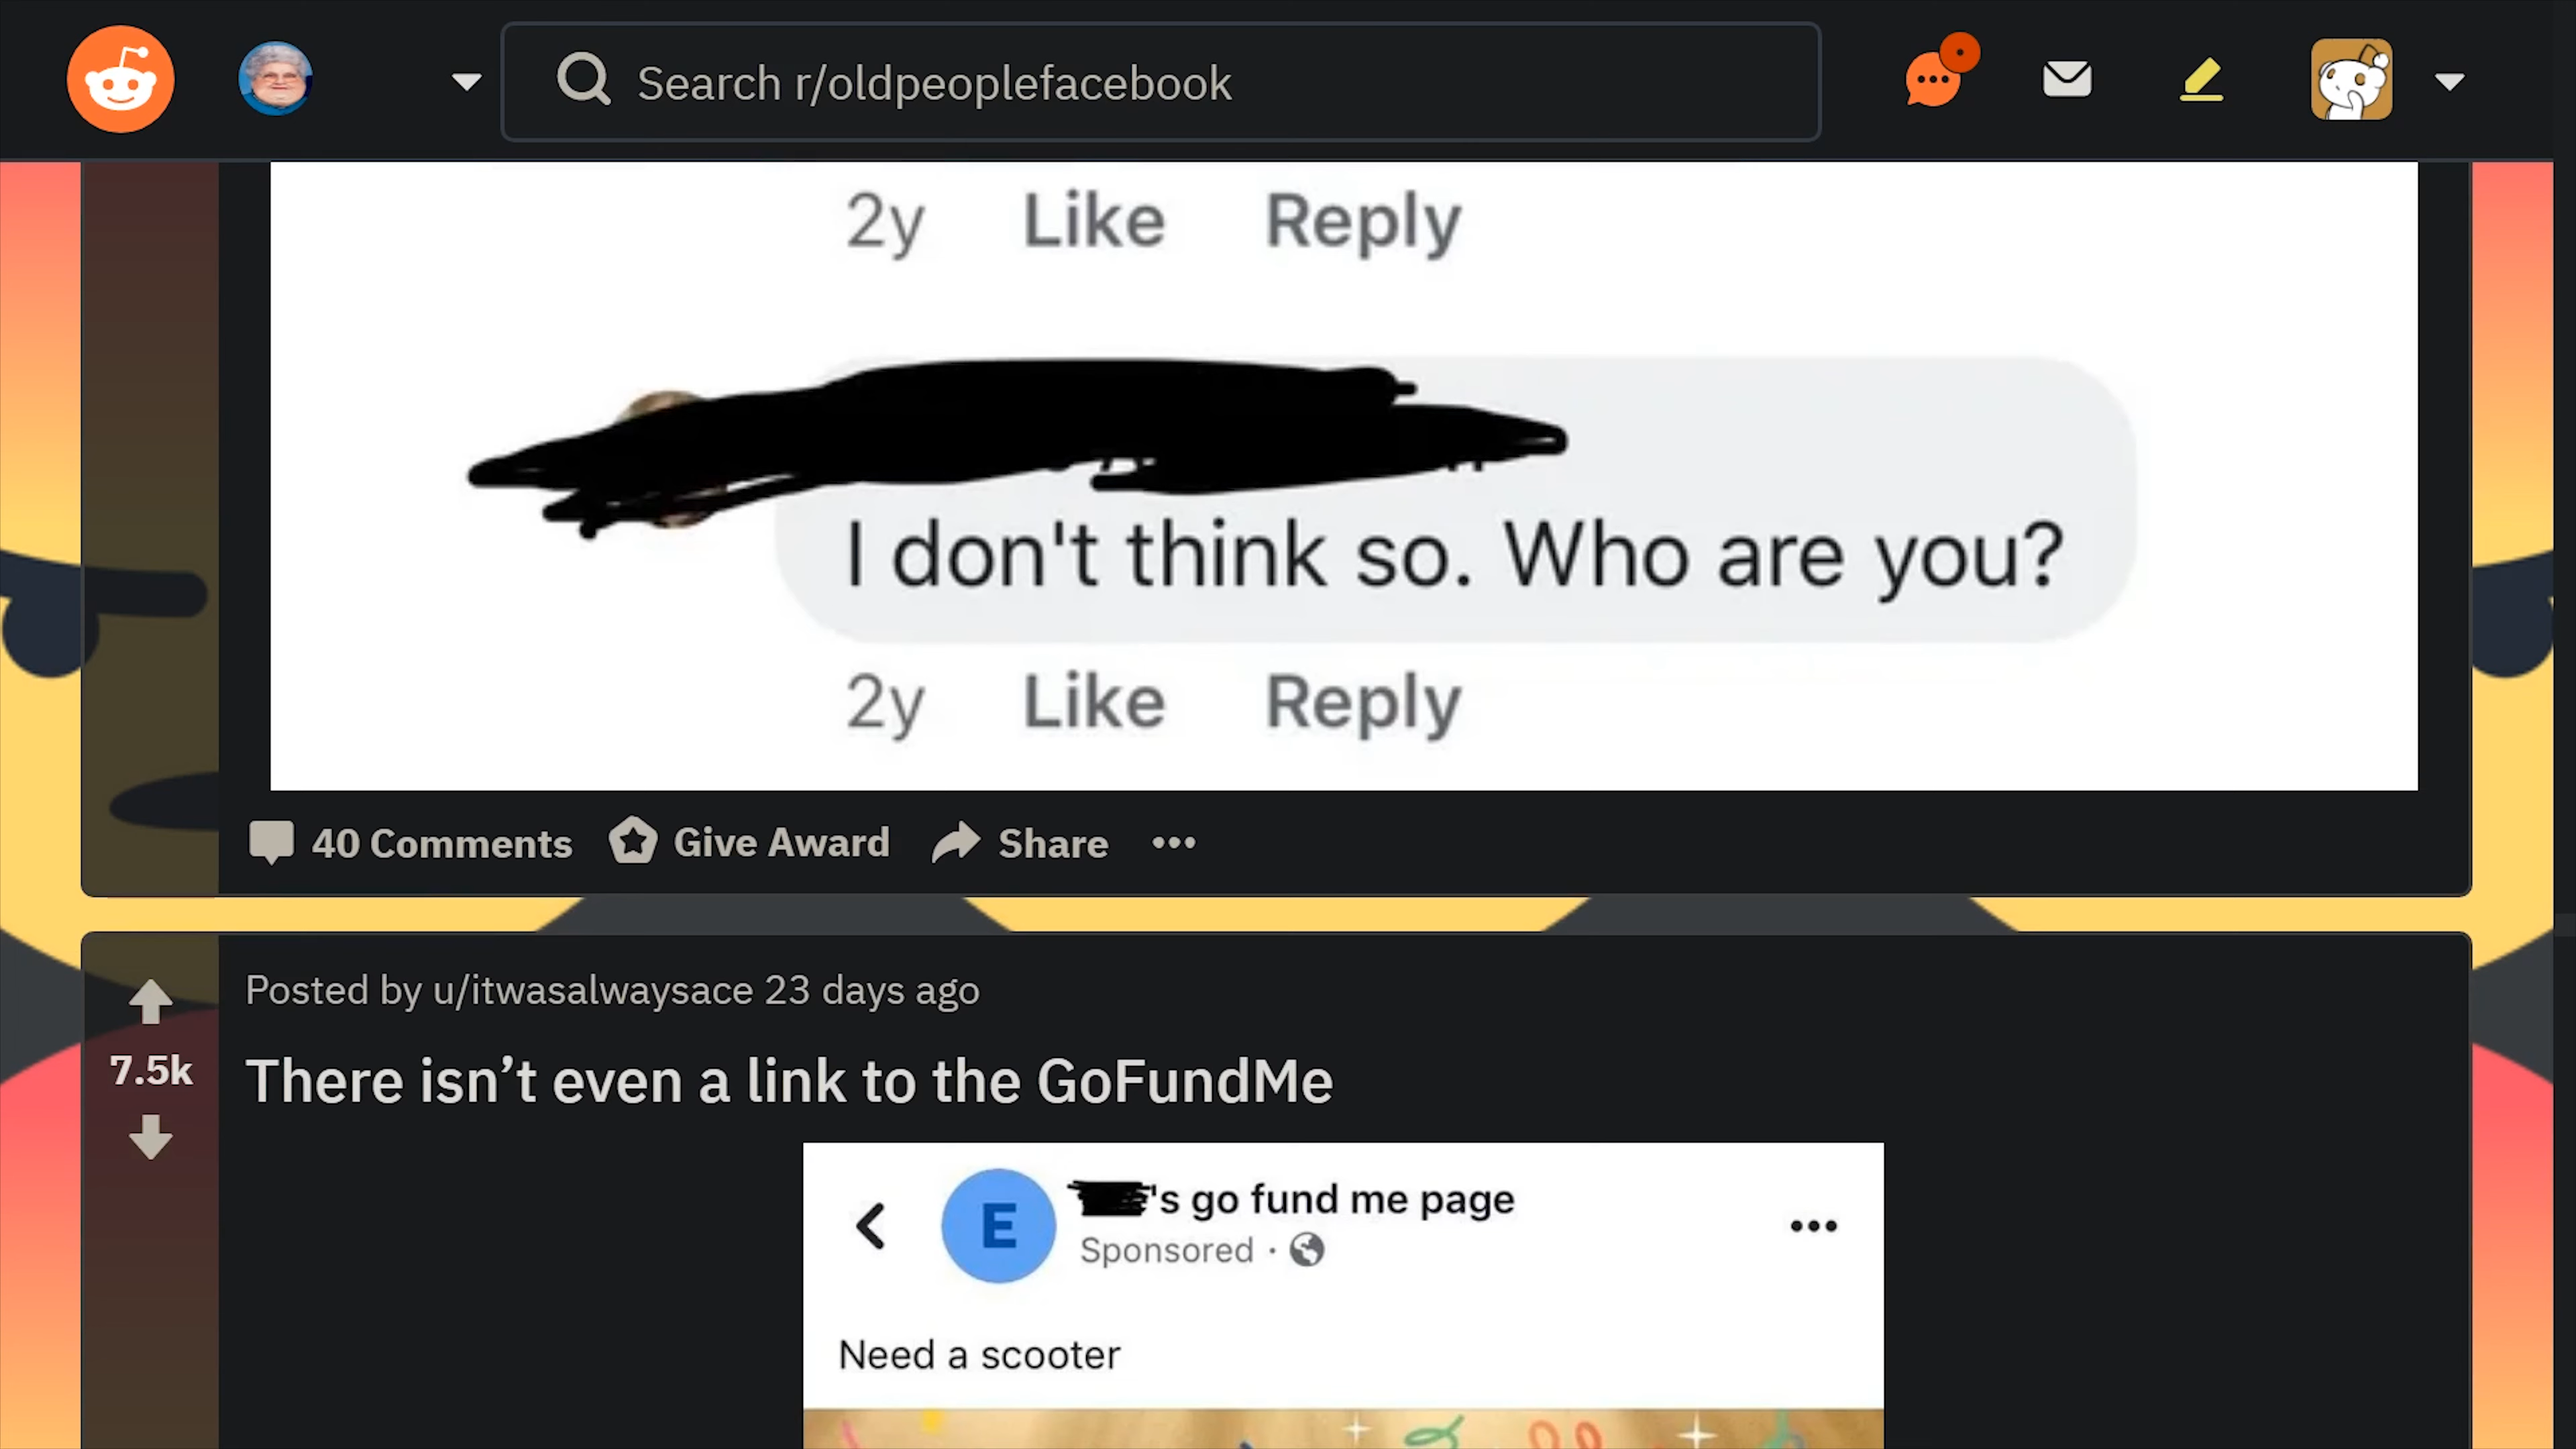 Search r/oldpeoplefacebook
2y Like Reply
I don't think so. Who are you?
2y Like Reply
40 Comments Give Award Share
Posted by u/itwasalwaysace 23 days ago
7.5k
There isn’t even a link to the GoFundMe
E
's go fund me page
Sponsored ·
Need a scooter